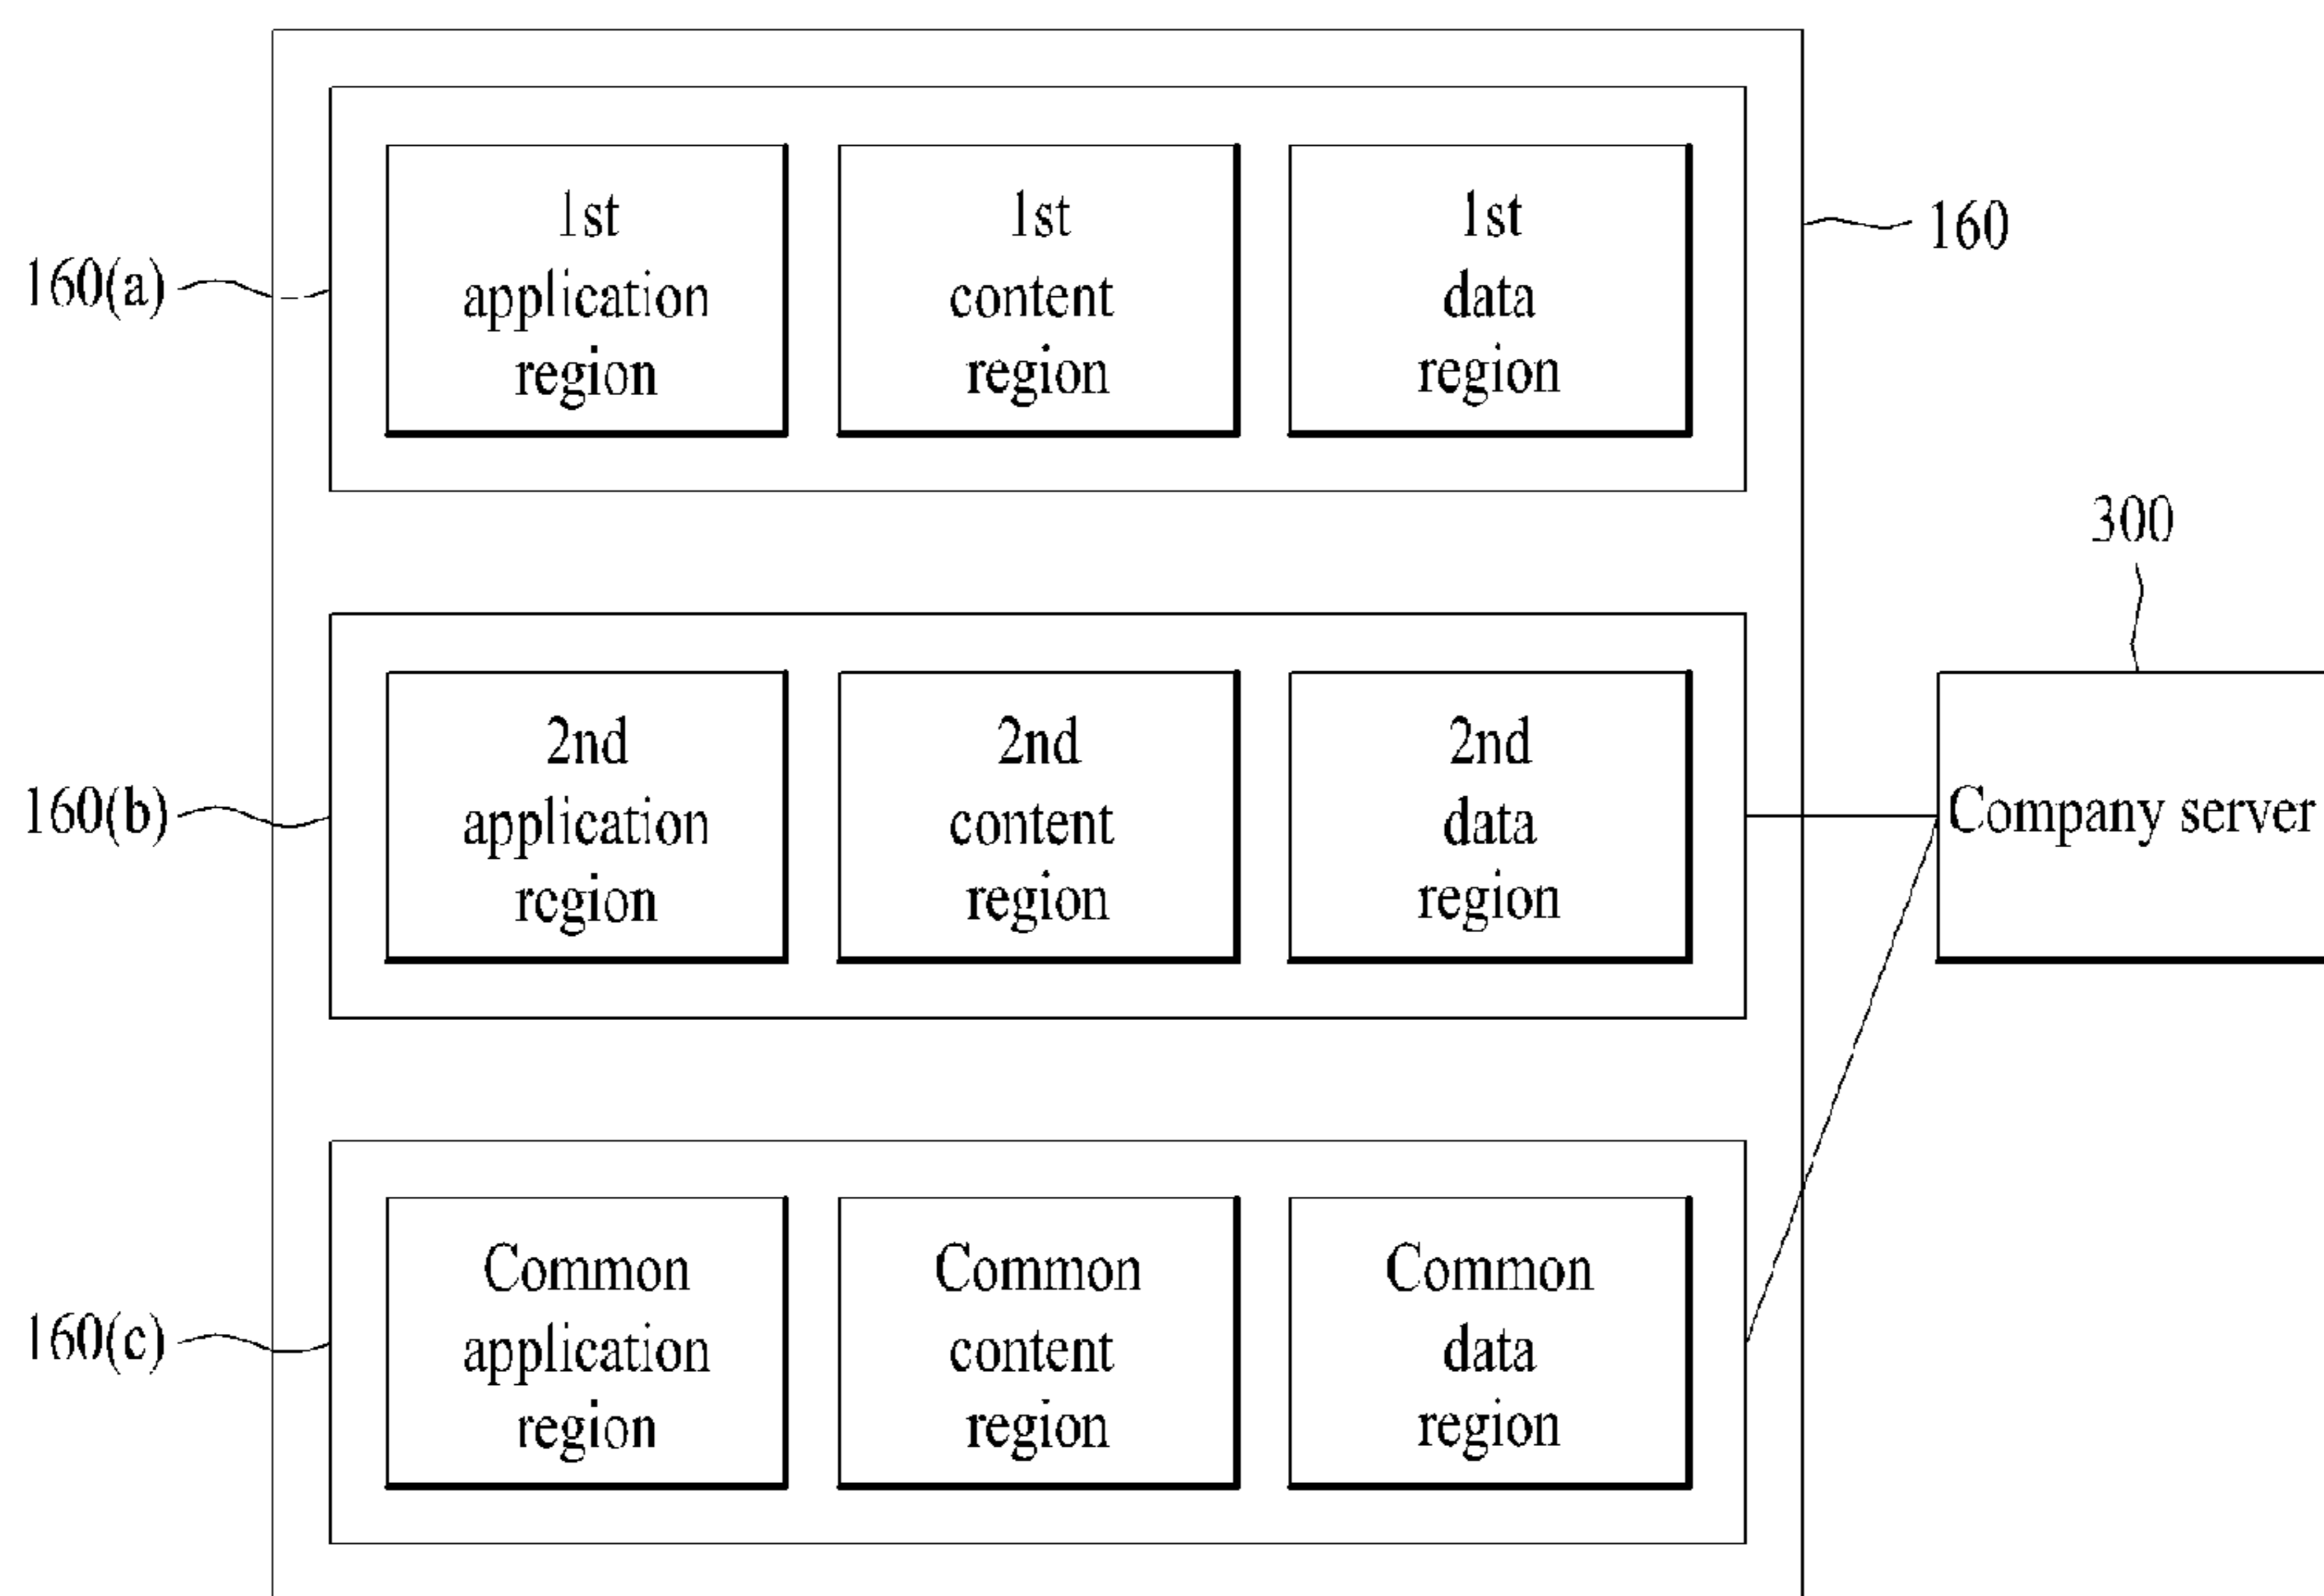 160
160(a)
1st
application
region
1st
content
region
1st
data
region
300
160(b)
2nd
application
region
2nd
content
region
2nd
data
region
Company server
160(c)
Common
application
region
Common
content
region
Common
data
region